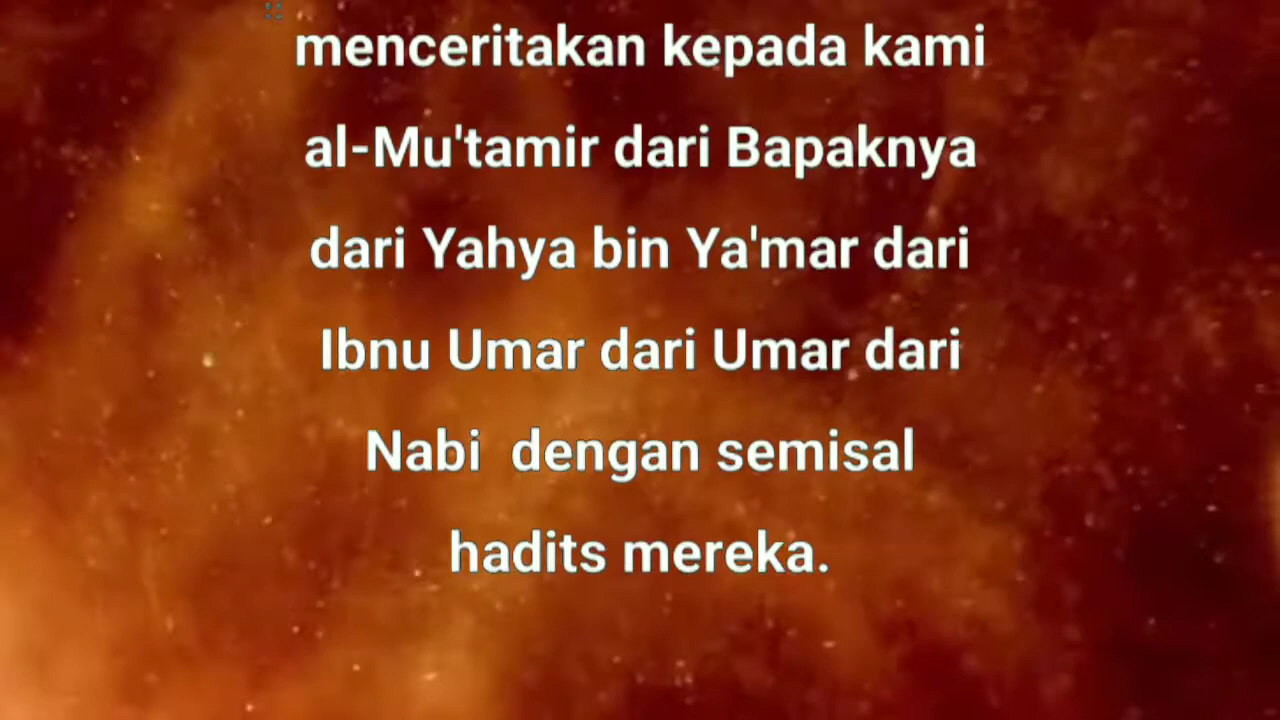 menceritakan kepada kami
al-Mu'tamir dari Bapaknya
dari Yahya bin Ya'mar dari
Ibnu Umar dari Umar dari
Nabi  dengan semisal
hadits mereka.